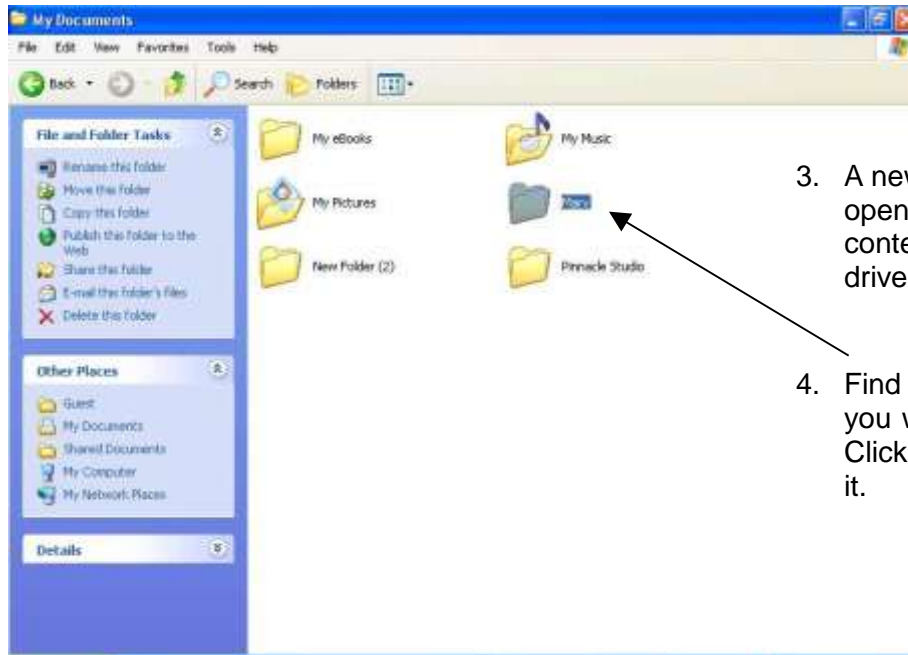 My Documents
File Edit View Favorites Tools Help
Back Search Folders
File and Folder Tasks
Rename this folder
Move this folder
Copy this folder
Publish this folder to the
Web
Share this folder
E-mail this folder's files
Delete this folder
Other Places
Guest
My Documents
Shared Documents
My Computer
My Network Places
Details
My eBooks
My Music
My Pictures
Mary
New Folder (2)
Pinnacle Studio
3. A new
open
conte
drive
4. Find
you w
Click
it.